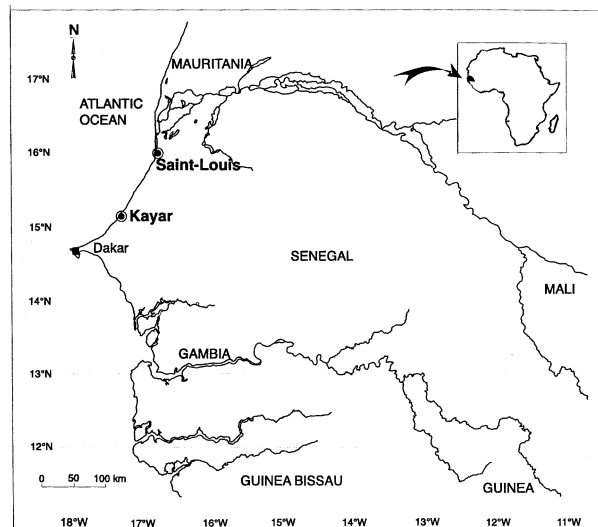 N
MAURITANIA
17°N
ATLANTIC
OCEAN
16°N
Saint-Louis
15°N
Kayar
Dakar
SENEGAL
14°N
MALI
GAMBIA
13°N
12°N
0 50 100 km
GUINEA BISSAU
GUINEA
18°W 17°W 16°W 15°W 14°W 13°W 12°W 11°W